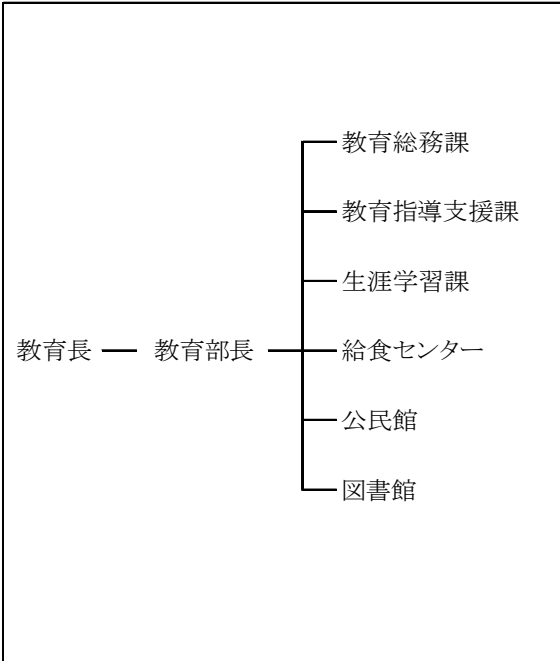 教育総務課
教育指導支援課
生涯学習課
教育長 教育部長 給食センター
公民館
図書館